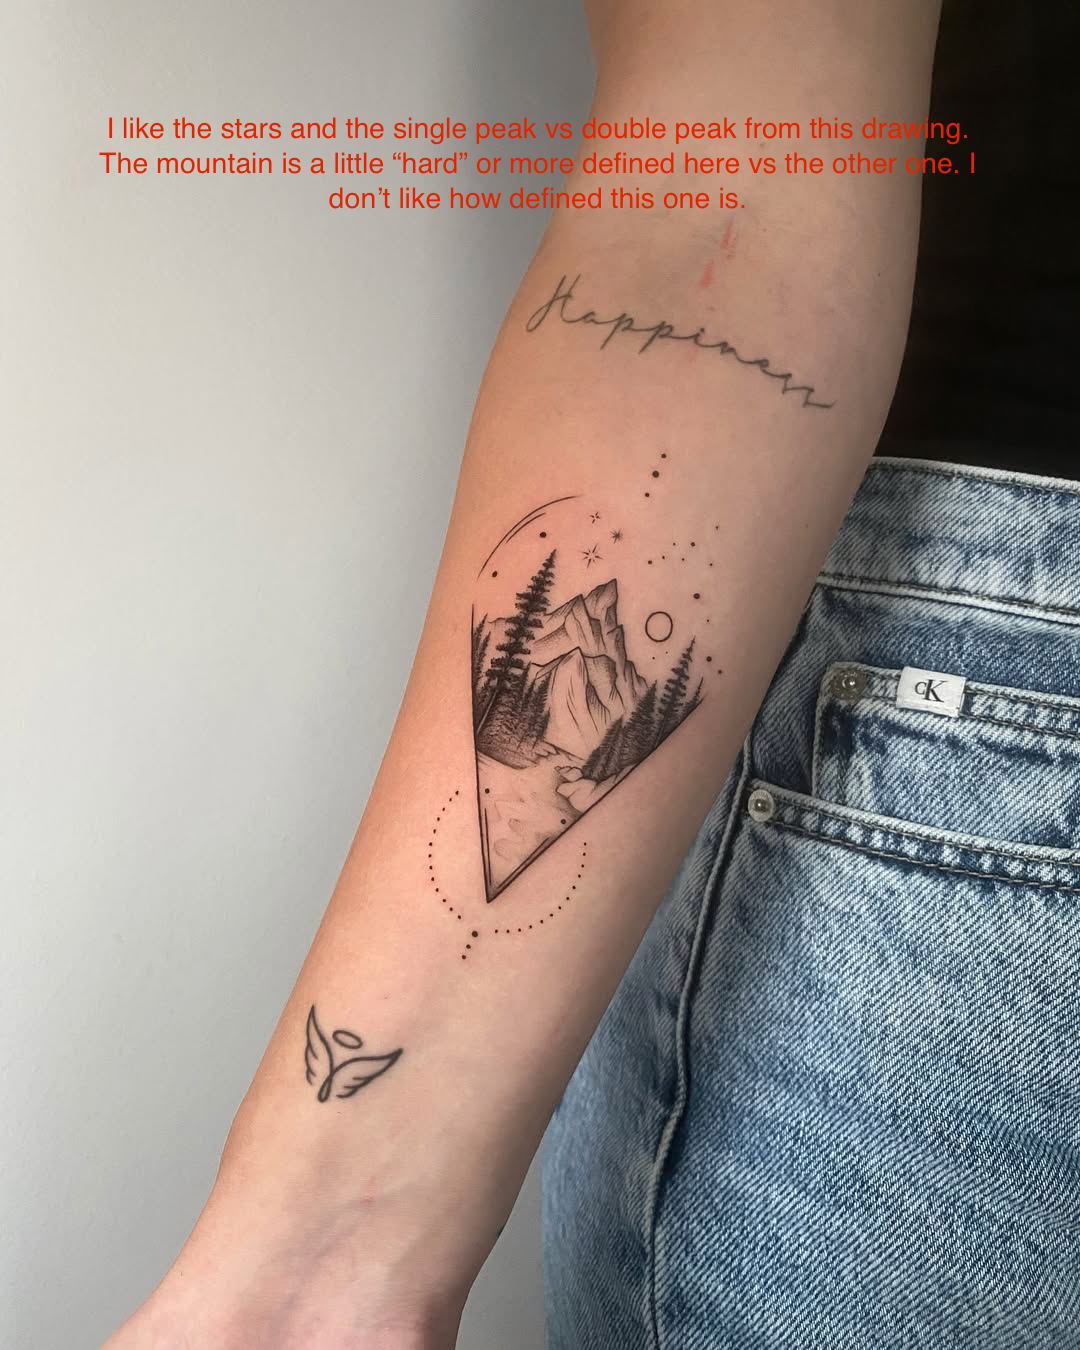 I like the stars and the single peak vs double peak from this drawing.
The mountain is a little “hard” or more defined here vs the other one. I
don’t like how defined this one is.
Happiness
cK